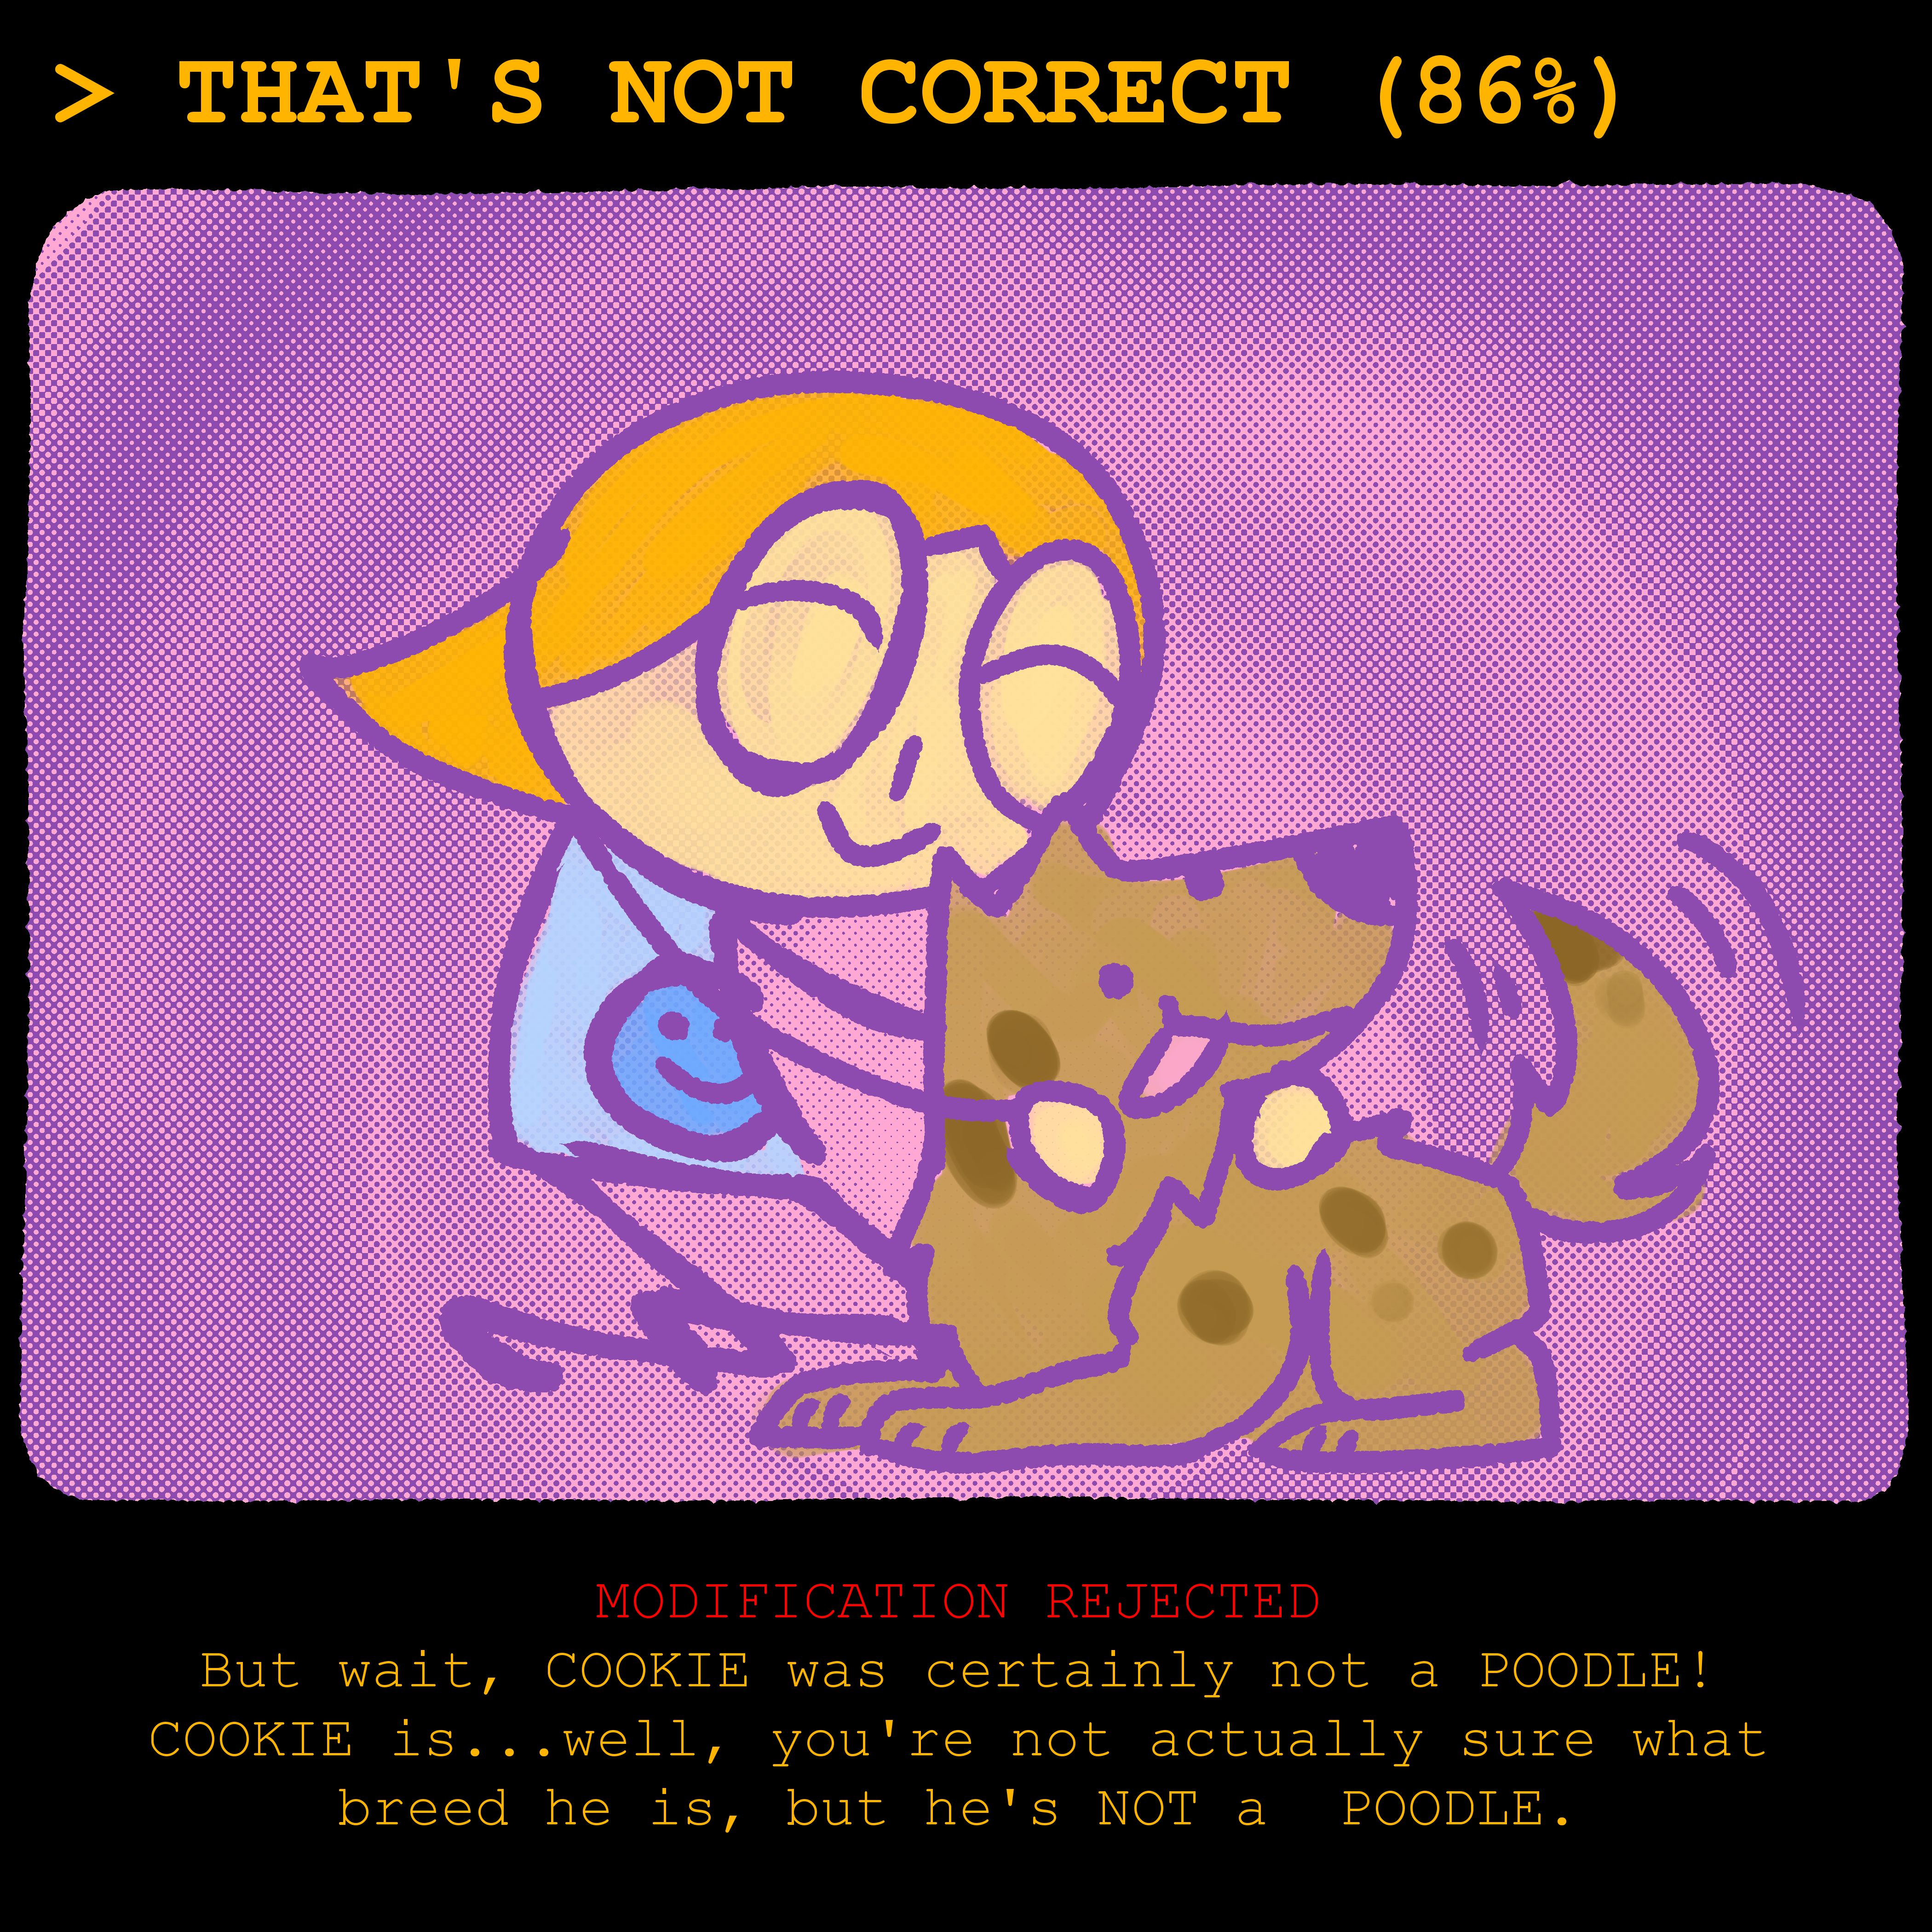 > THAT'S NOT CORRECT (86%)
MODIFICATION REJECTED
But wait, COOKIE was certainly not a POODLE!
COOKIE is...well, you're not actually sure what
breed he is, but he's NOT a  POODLE.